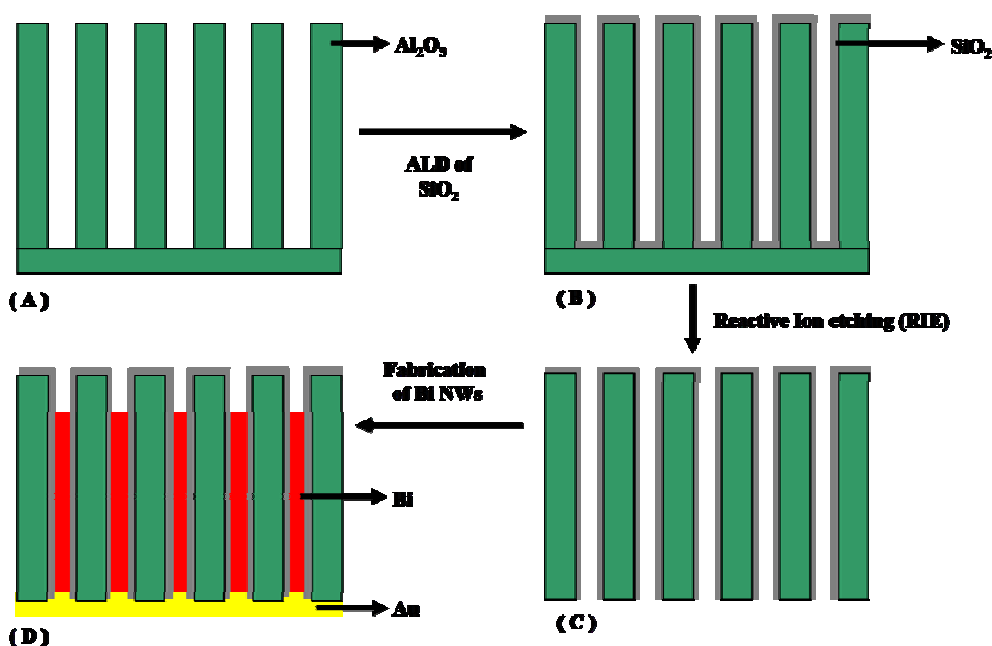 Al₂O₃
ALD of
SiO₂
( A )
SiO₂
( B )
Reactive Ion etching (RIE)
( C )
Fabrication
of Bi NWs
Bi
Au
( D )